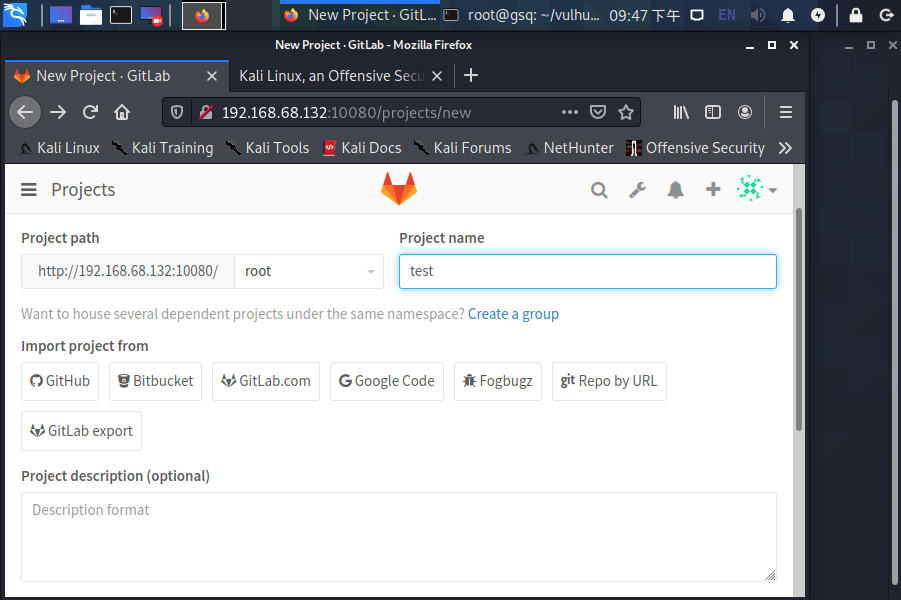 New Project · GitL... root@gsq: ~/vulhu... 09:47 下午 EN
New Project · GitLab - Mozilla Firefox
New Project · GitLab Kali Linux, an Offensive Secu
192.168.68.132:10080/projects/new
Kali Linux Kali Training Kali Tools Kali Docs Kali Forums NetHunter Offensive Security
Projects
Project path Project name
http://192.168.68.132:10080/ root test
Want to house several dependent projects under the same namespace? Create a group
Import project from
GitHub Bitbucket GitLab.com Google Code Fogbugz git Repo by URL
GitLab export
Project description (optional)
Description format